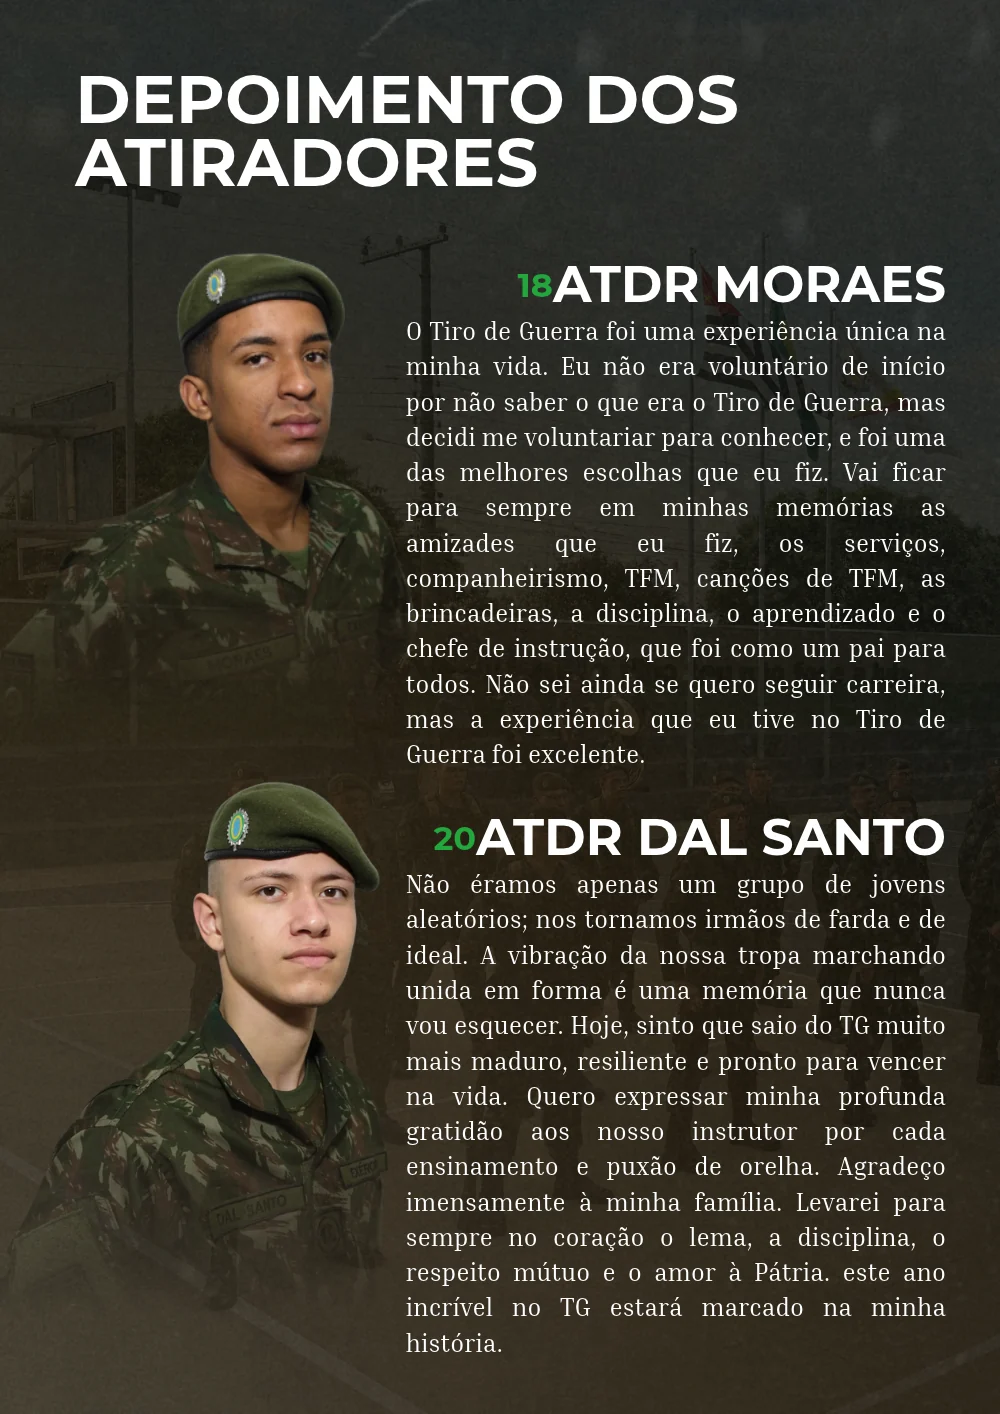 DEPOIMENTO DOS
ATIRADORES
18ATDR MORAES
O Tiro de Guerra foi uma experiência única na
minha vida. Eu não era voluntário de início
por não saber o que era o Tiro de Guerra, mas
decidi me voluntariar para conhecer, e foi uma
das melhores escolhas que eu fiz. Vai ficar
para sempre em minhas memórias as
amizades que eu fiz, os serviços,
companheirismo, TFM, canções de TFM, as
brincadeiras, a disciplina, o aprendizado e o
chefe de instrução, que foi como um pai para
todos. Não sei ainda se quero seguir carreira,
mas a experiência que eu tive no Tiro de
Guerra foi excelente.
20ATDR DAL SANTO
Não éramos apenas um grupo de jovens
aleatórios; nos tornamos irmãos de farda e de
ideal. A vibração da nossa tropa marchando
unida em forma é uma memória que nunca
vou esquecer. Hoje, sinto que saio do TG muito
mais maduro, resiliente e pronto para vencer
na vida. Quero expressar minha profunda
gratidão aos nosso instrutor por cada
ensinamento e puxão de orelha. Agradeço
imensamente à minha família. Levarei para
sempre no coração o lema, a disciplina, o
respeito mútuo e o amor à Pátria. este ano
incrível no TG estará marcado na minha
história.
DAL SANTO